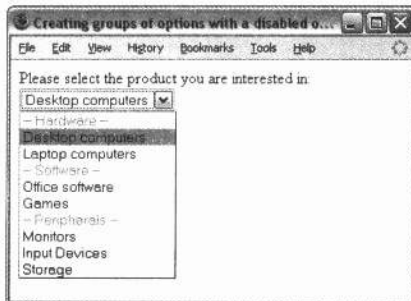 Creating groups of options with a disabled o...
File Edit View History Bookmarks Tools Help
Please select the product you are interested in:
Desktop computers
-- Hardware --
Desktop computers
Laptop computers
-- Software --
Office software
Games
-- Peripherals --
Monitors
Input Devices
Storage